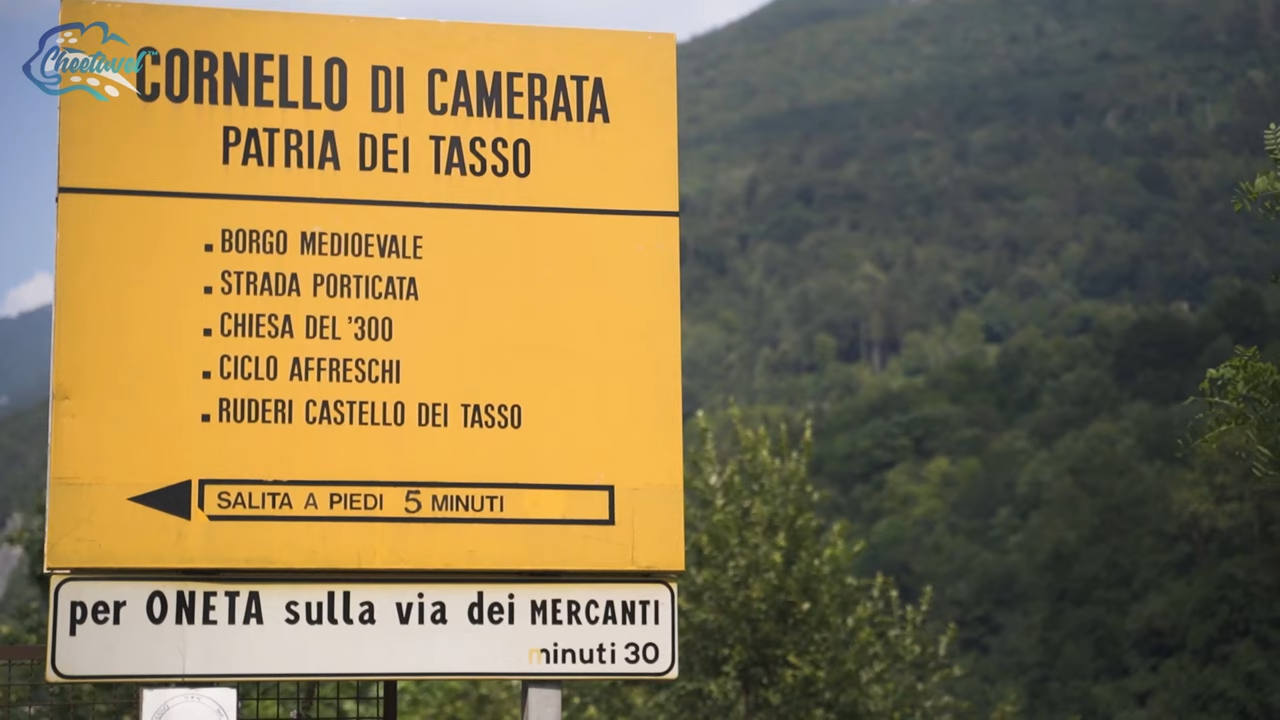 Cheetavel™
CORNELLO DI CAMERATA
PATRIA DEI TASSO
▪ BORGO MEDIOEVALE
▪ STRADA PORTICATA
▪ CHIESA DEL '300
▪ CICLO AFFRESCHI
▪ RUDERI CASTELLO DEI TASSO
SALITA A PIEDI 5 MINUTI
per ONETA sulla via dei MERCANTI
minuti 30